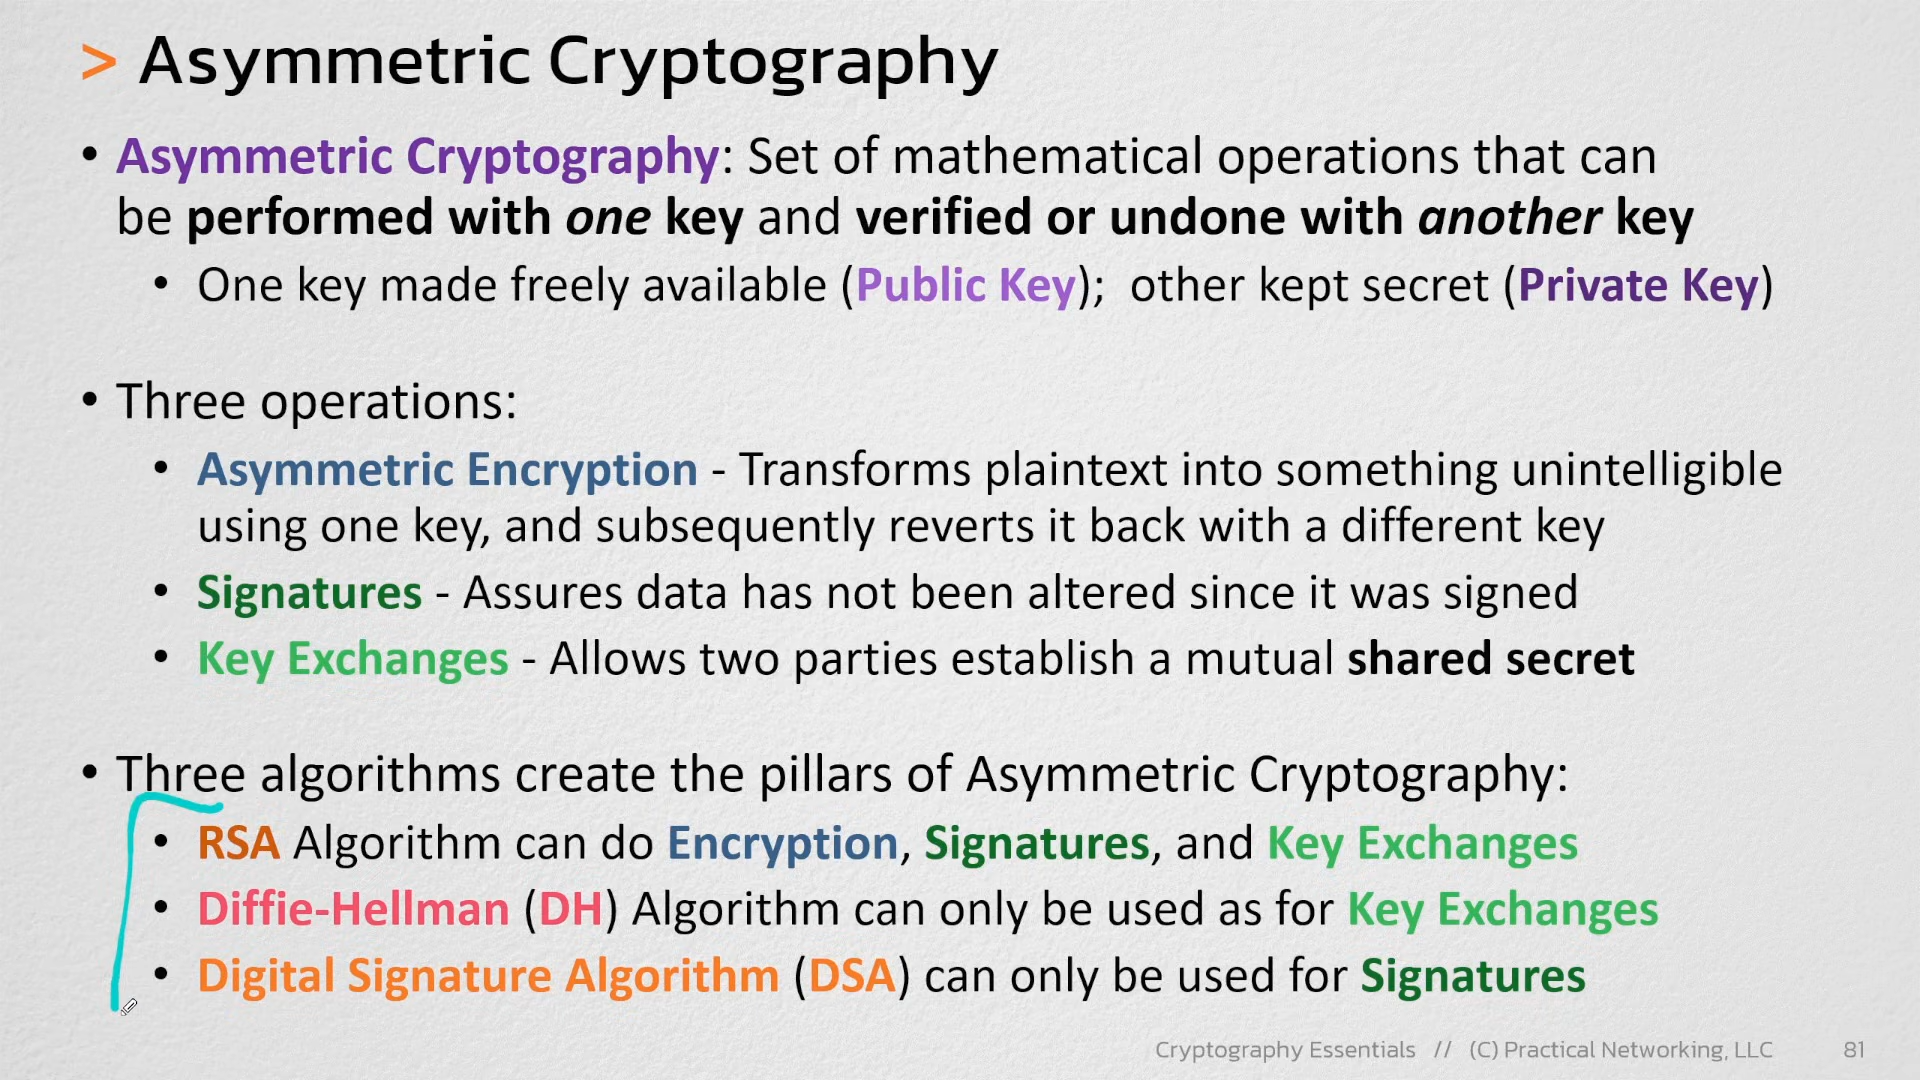 > Asymmetric Cryptography
• Asymmetric Cryptography: Set of mathematical operations that can
be performed with one key and verified or undone with another key
• One key made freely available (Public Key); other kept secret (Private Key)
• Three operations:
• Asymmetric Encryption - Transforms plaintext into something unintelligible
using one key, and subsequently reverts it back with a different key
• Signatures - Assures data has not been altered since it was signed
• Key Exchanges - Allows two parties establish a mutual shared secret
• Three algorithms create the pillars of Asymmetric Cryptography:
• RSA Algorithm can do Encryption, Signatures, and Key Exchanges
• Diffie-Hellman (DH) Algorithm can only be used as for Key Exchanges
• Digital Signature Algorithm (DSA) can only be used for Signatures
Cryptography Essentials // (C) Practical Networking, LLC 81